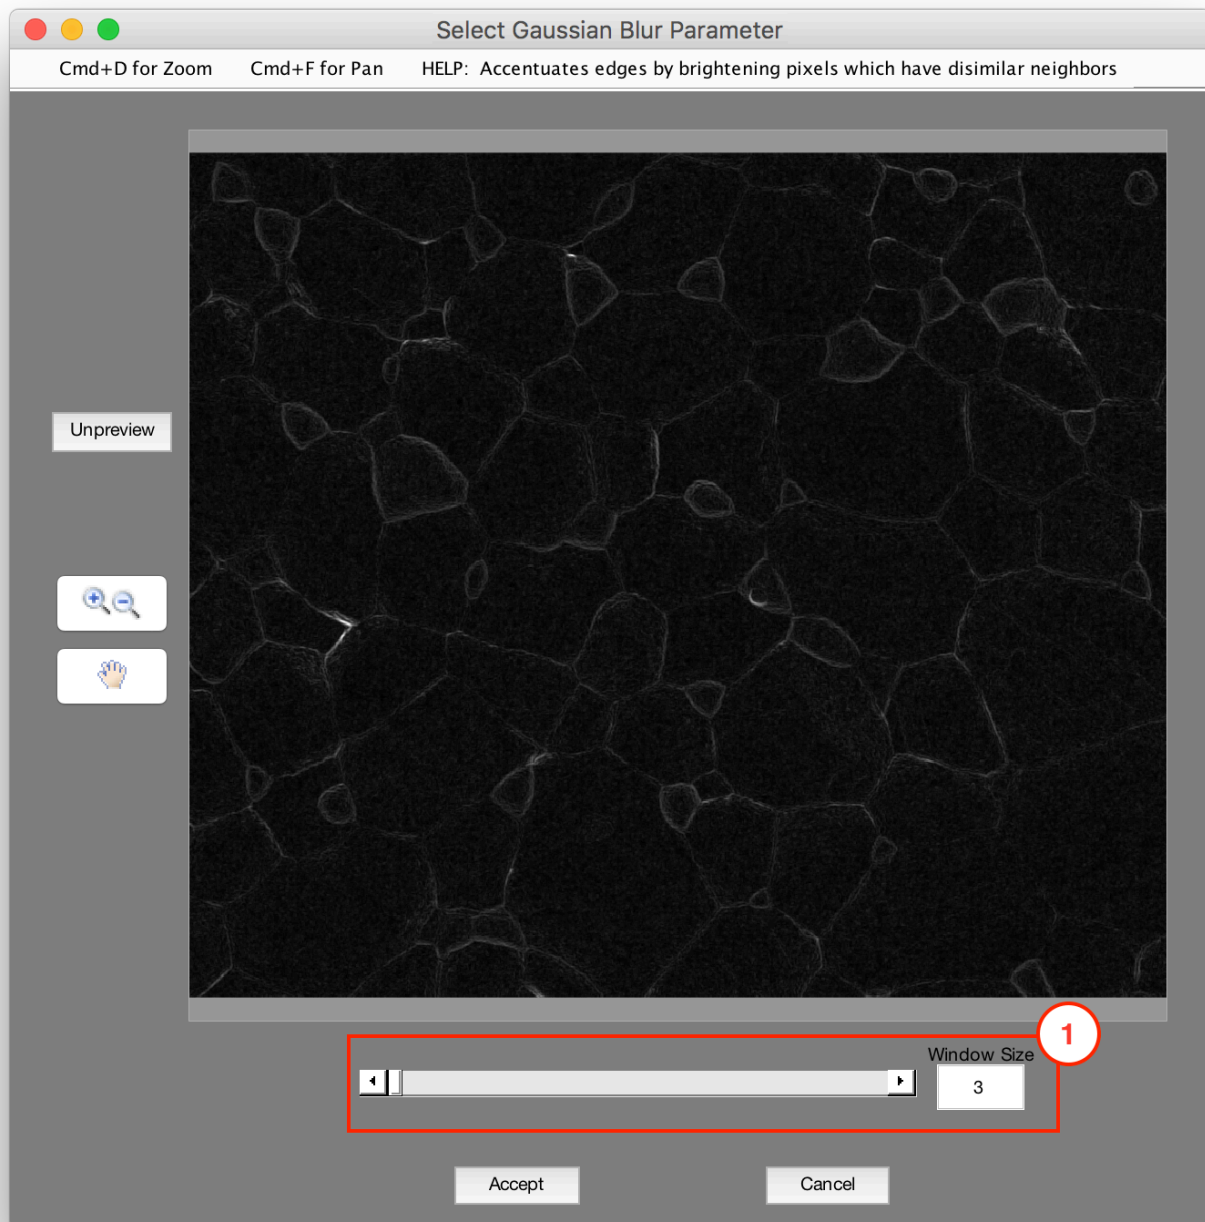 Select Gaussian Blur Parameter
Cmd+D for Zoom Cmd+F for Pan HELP: Accentuates edges by brightening pixels which have disimilar neighbors
Unpreview
1
Window Size
3
Accept Cancel